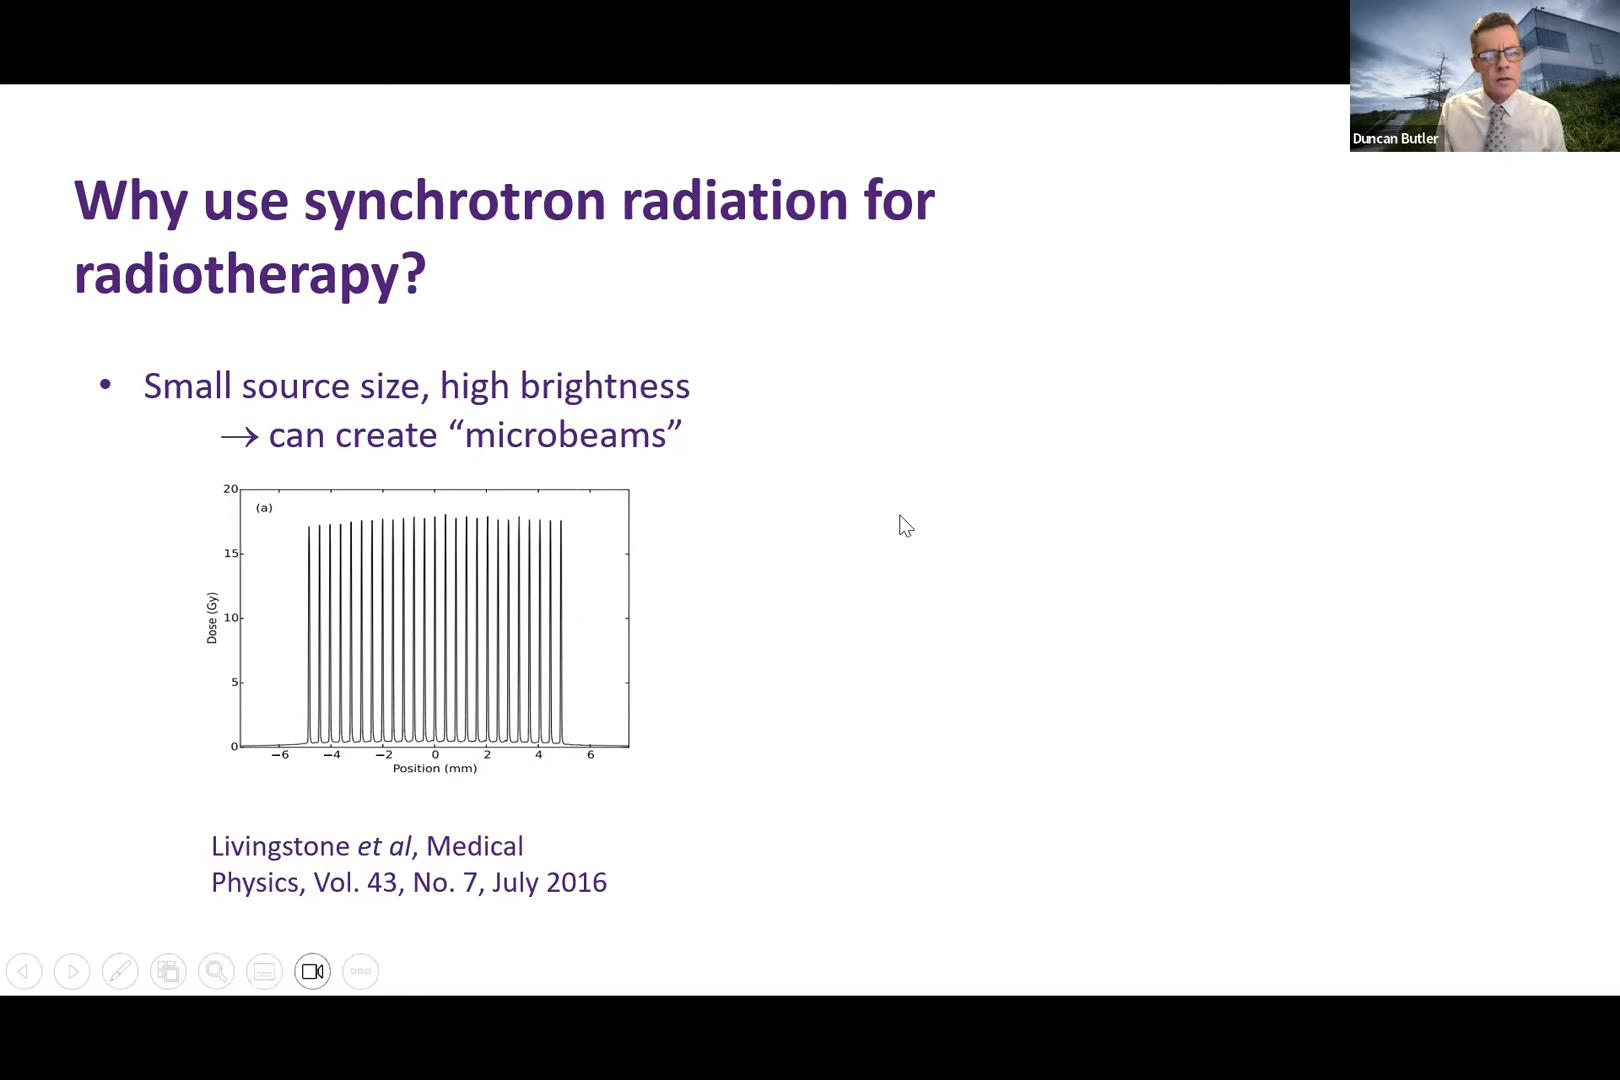 Duncan Butler
Why use synchrotron radiation for
radiotherapy?
• Small source size, high brightness
→ can create “microbeams”
(a)
20
15
10
5
0
Dose (Gy)
−6 −4 −2 0 2 4 6
Position (mm)
Livingstone et al, Medical
Physics, Vol. 43, No. 7, July 2016